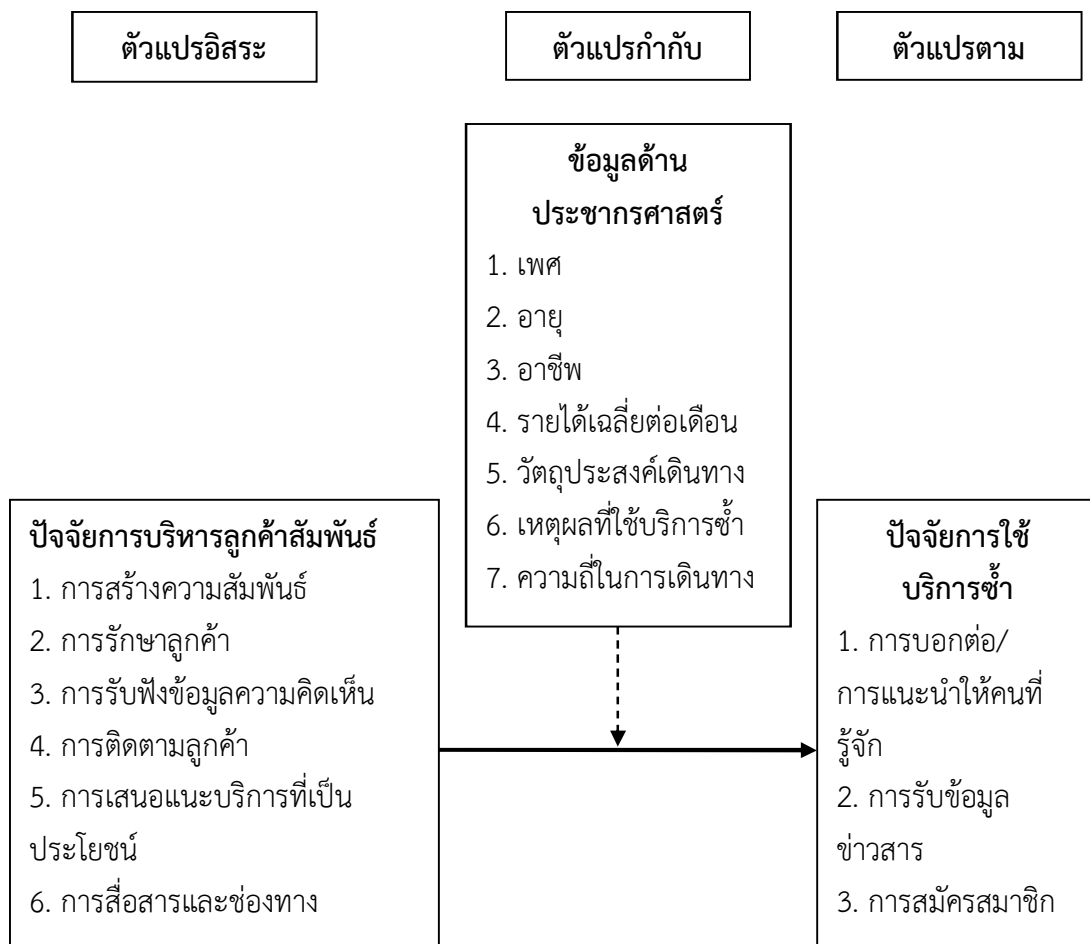 ตัวแปรอิสระ
ตัวแปรกำกับ
ตัวแปรตาม
ข้อมูลด้าน
ประชากรศาสตร์
1. เพศ
2. อายุ
3. อาชีพ
4. รายได้เฉลี่ยต่อเดือน
5. วัตถุประสงค์เดินทาง
6. เหตุผลที่ใช้บริการซ้ำ
7. ความถี่ในการเดินทาง
ปัจจัยการบริหารลูกค้าสัมพันธ์
1. การสร้างความสัมพันธ์
2. การรักษาลูกค้า
3. การรับฟังข้อมูลความคิดเห็น
4. การติดตามลูกค้า
5. การเสนอแนะบริการที่เป็น
ประโยชน์
6. การสื่อสารและช่องทาง
ปัจจัยการใช้
บริการซ้ำ
1. การบอกต่อ/
การแนะนำให้คนที่
รู้จัก
2. การรับข้อมูล
ข่าวสาร
3. การสมัครสมาชิก